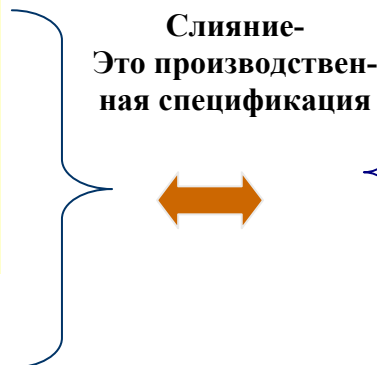 Слияние-
Это производствен-
ная спецификация